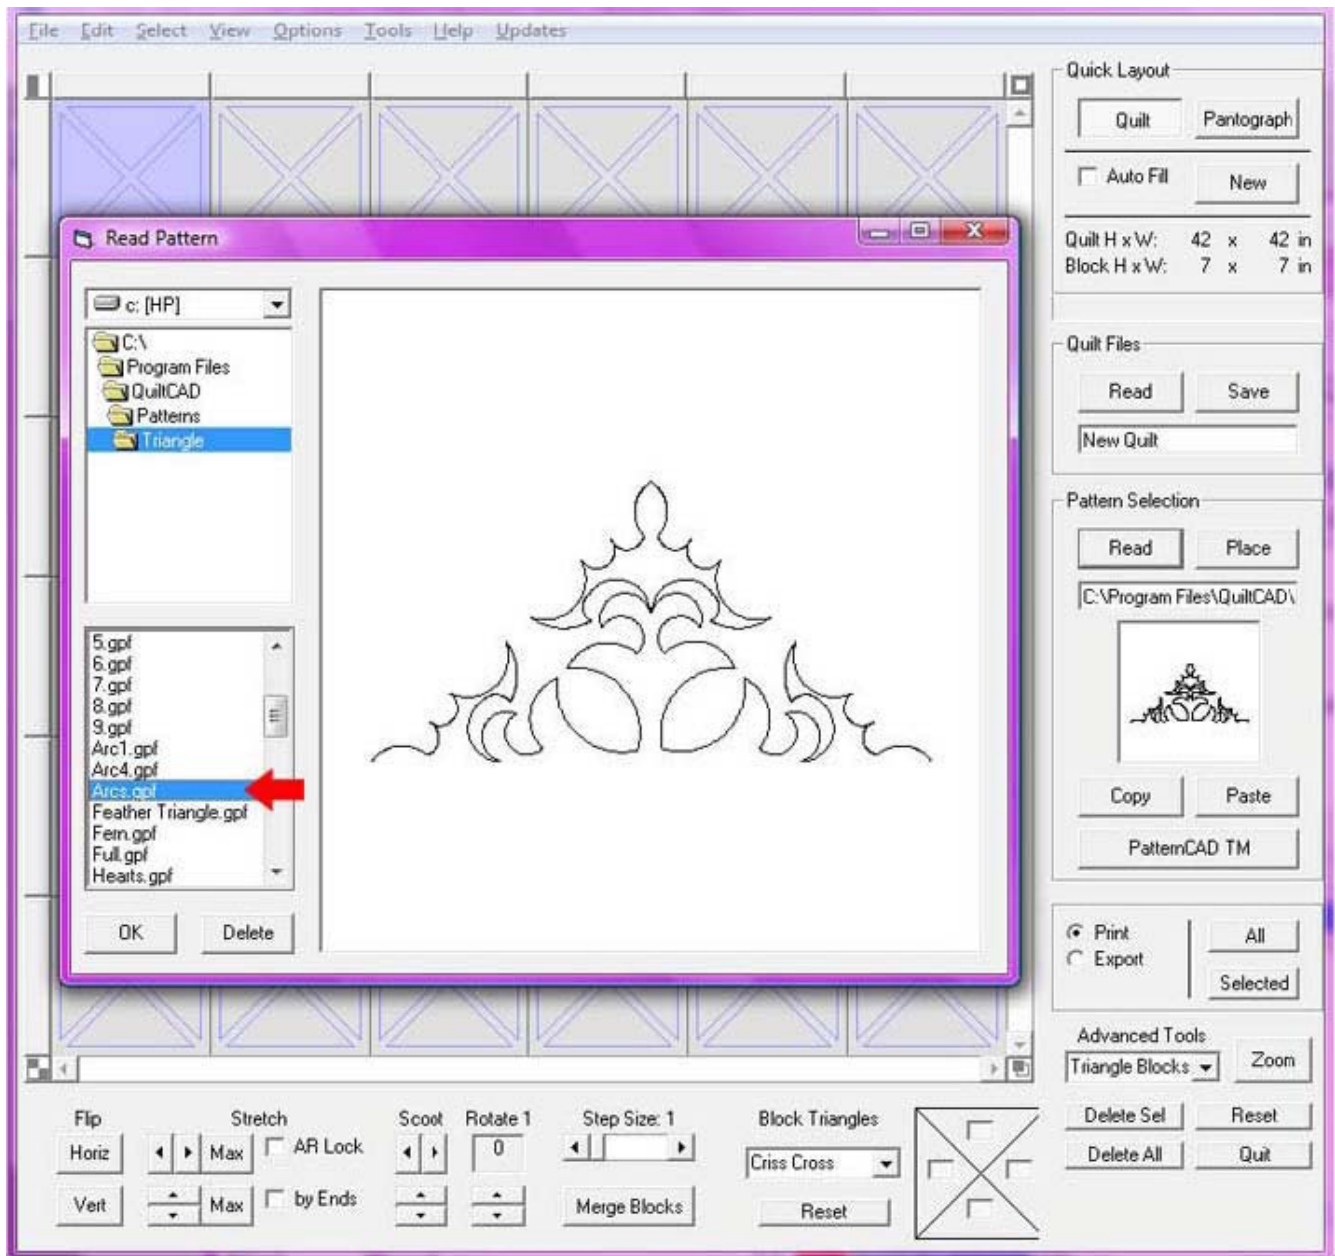 File Edit Select View Options Tools Help Updates
Quick Layout
Quilt Pantograph
Auto Fill New
Quilt H x W: 42 x 42 in
Block H x W: 7 x 7 in
Read Pattern
c: [HP]
C:\
Program Files
QuiltCAD
Patterns
Triangle
5.gpf
6.gpf
7.gpf
8.gpf
9.gpf
Arc1.gpf
Arc4.gpf
Arcs.gpf
Feather Triangle.gpf
Fern.gpf
Full.gpf
Hearts.gpf
OK Delete
Quilt Files
Read Save
New Quilt
Pattern Selection
Read Place
C:\Program Files\QuiltCAD\
Copy Paste
PatternCAD TM
Print All
Export
Selected
Advanced Tools
Triangle Blocks Zoom
Delete Sel Reset
Delete All Quit
Flip Stretch Scoot Rotate 1 Step Size: 1 Block Triangles
Horiz Max AR Lock 0 Criss Cross
Vert Max by Ends Merge Blocks Reset